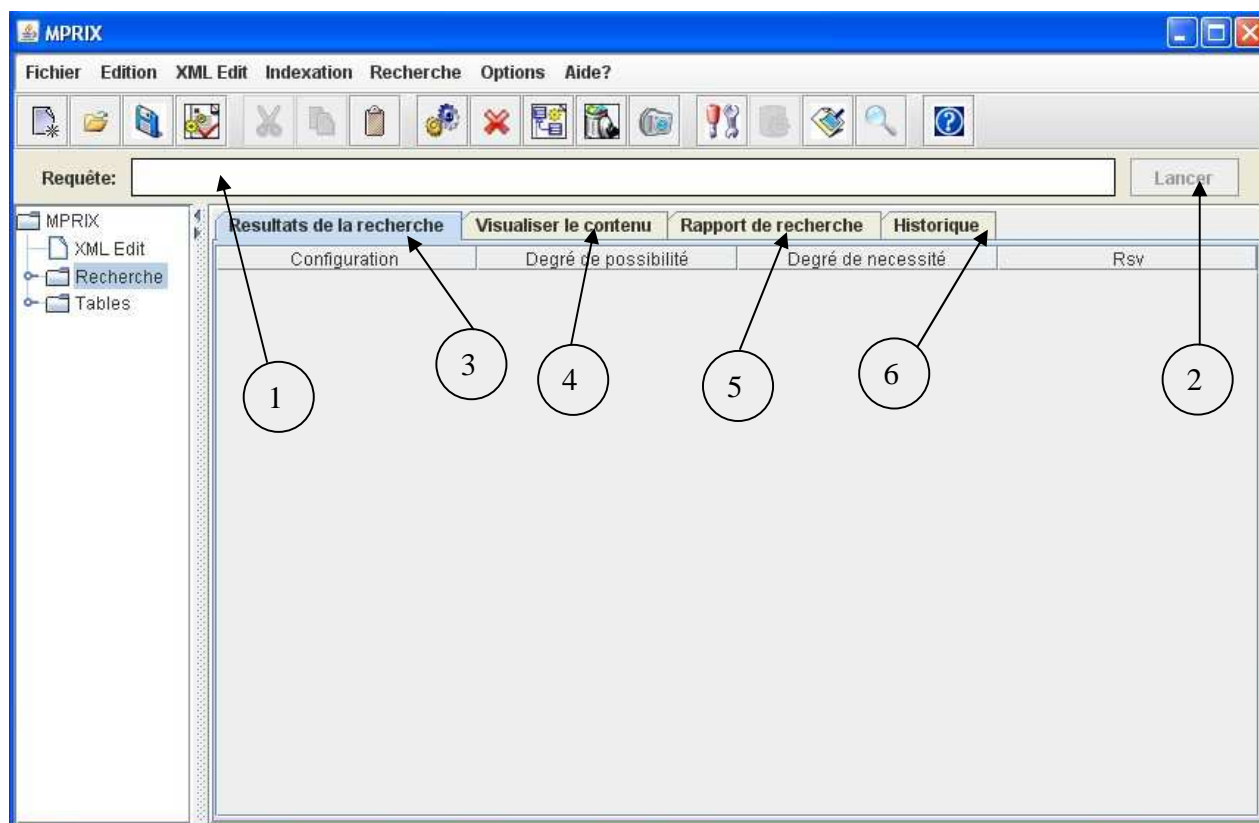 MPRIX
Fichier Edition XML Edit Indexation Recherche Options Aide?
Requête: Lancer
MPRIX
XML Edit
Recherche
Tables
Resultats de la recherche Visualiser le contenu Rapport de recherche Historique
Configuration Degré de possibilité Degré de necessité Rsv
1
3
4
5
6
2